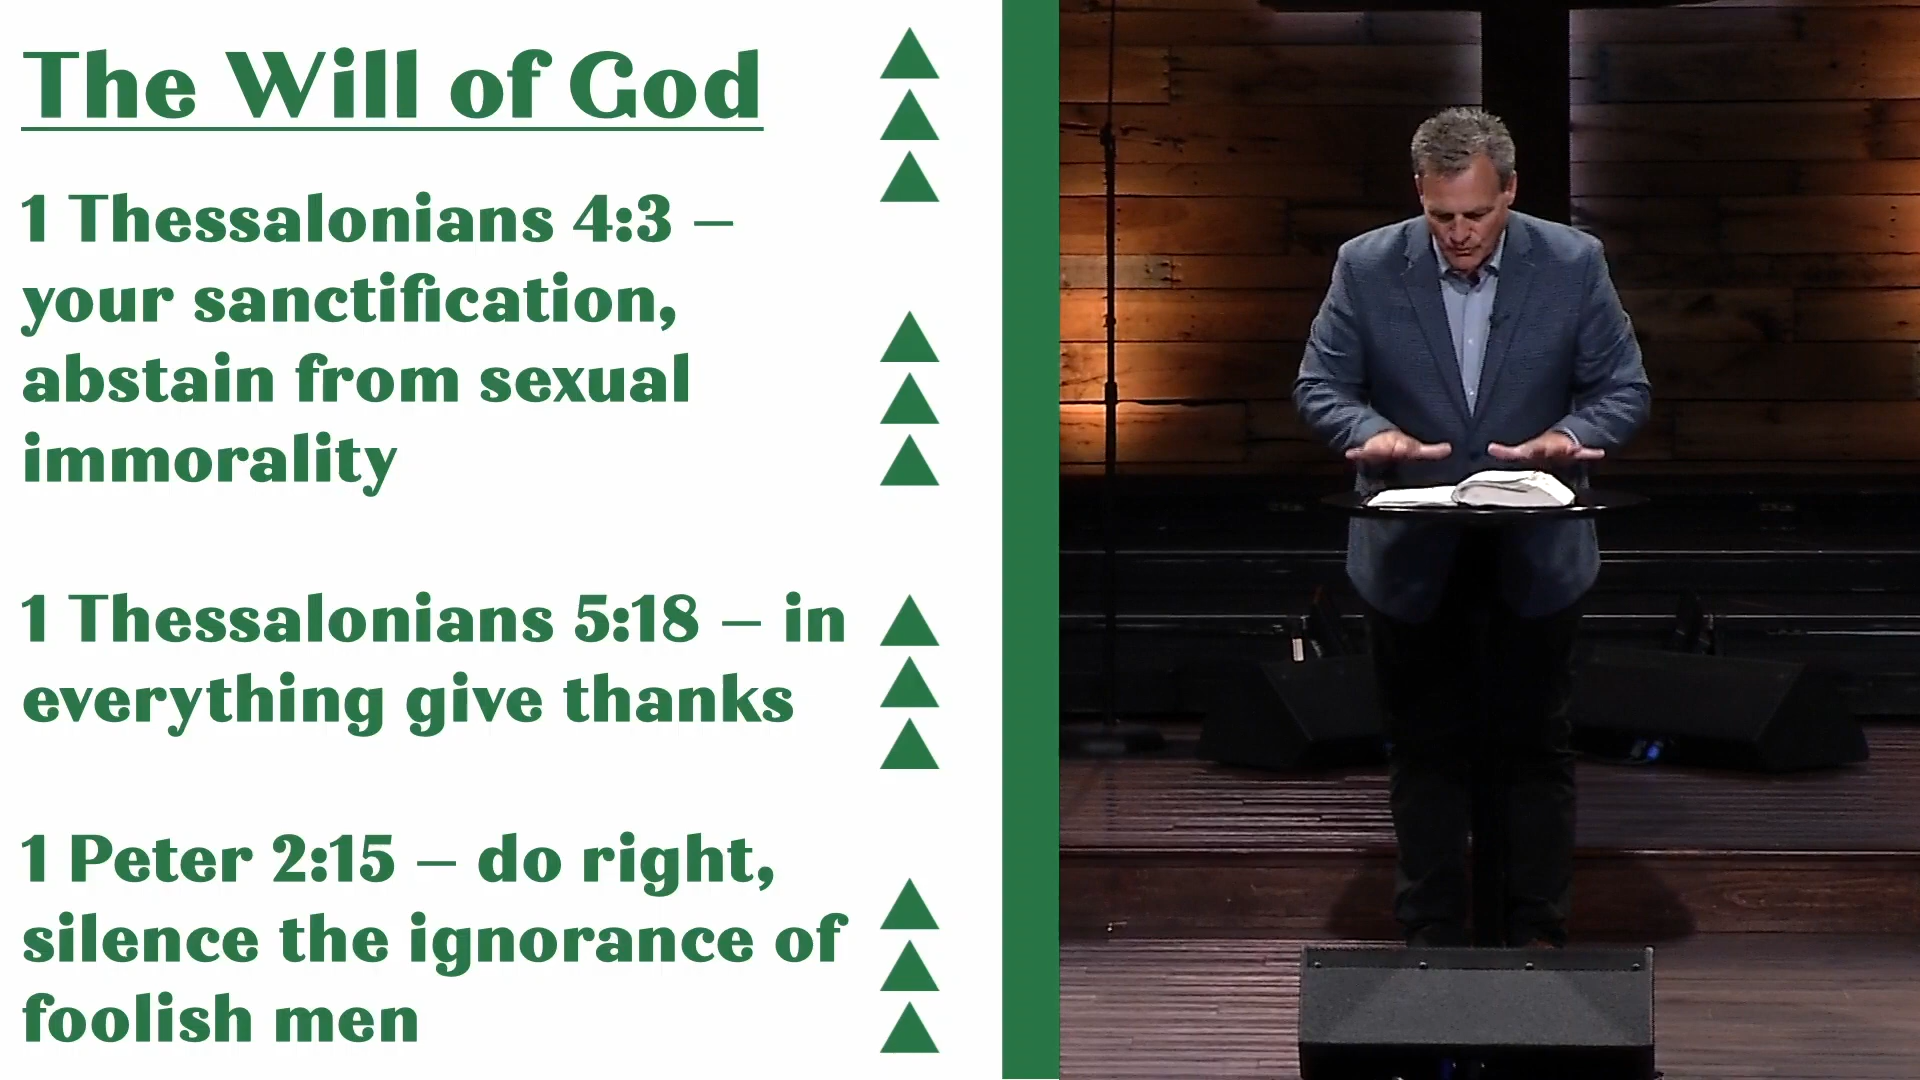 The Will of God
1 Thessalonians 4:3 –
your sanctification,
abstain from sexual
immorality
1 Thessalonians 5:18 – in
everything give thanks
1 Peter 2:15 – do right,
silence the ignorance of
foolish men